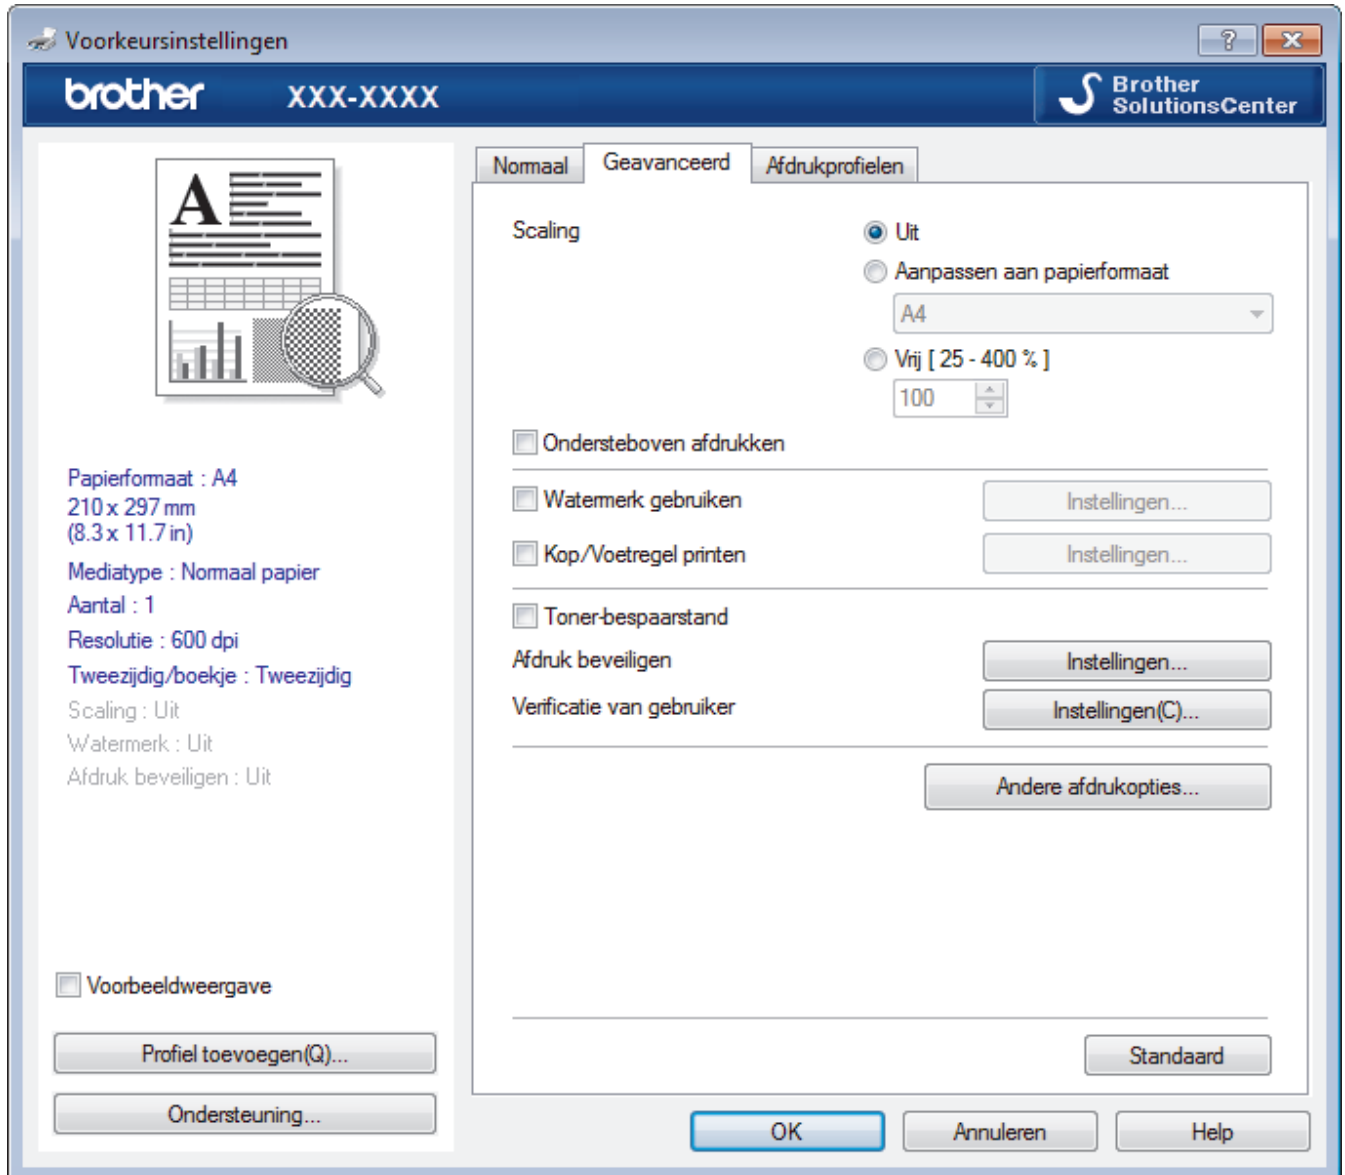 Voorkeursinstellingen
brother XXX-XXXX
Brother
SolutionsCenter
A
Papierformaat : A4
210 x 297 mm
(8.3 x 11.7 in)
Mediatype : Normaal papier
Aantal : 1
Resolutie : 600 dpi
Tweezijdig/boekje : Tweezijdig
Scaling : Uit
Watermerk : Uit
Afdruk beveiligen : Uit
Voorbeeldweergave
Profiel toevoegen(Q)...
Ondersteuning...
Normaal Geavanceerd Afdrukprofielen
Scaling Uit
Aanpassen aan papierformaat
A4
Vrij [ 25 - 400 % ]
100
Ondersteboven afdrukken
Watermerk gebruiken Instellingen...
Kop/Voetregel printen Instellingen...
Toner-bespaarstand
Afdruk beveiligen Instellingen...
Verificatie van gebruiker Instellingen(C)...
Andere afdrukopties...
Standaard
OK Annuleren Help